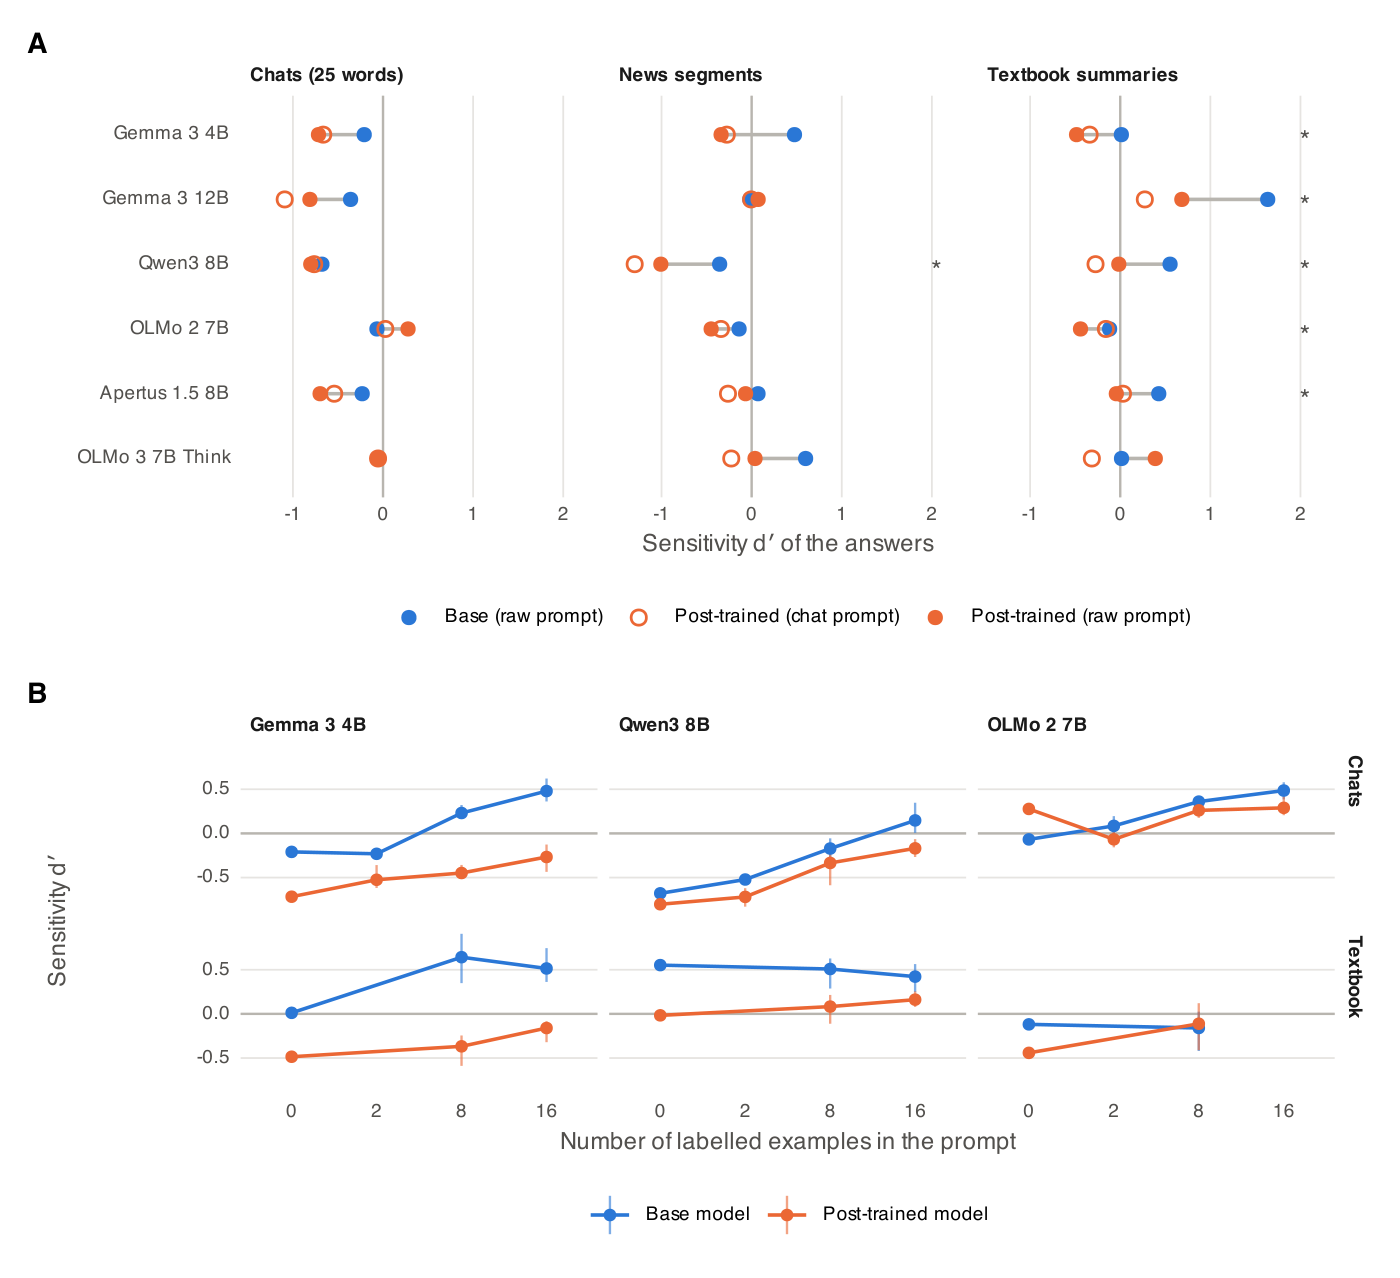 A
Chats (25 words) News segments Textbook summaries
Gemma 3 4B *
Gemma 3 12B *
Qwen3 8B * *
OLMo 2 7B *
Apertus 1.5 8B *
OLMo 3 7B Think
-1 0 1 2 -1 0 1 2 -1 0 1 2
Sensitivity d′ of the answers
Base (raw prompt) Post-trained (chat prompt) Post-trained (raw prompt)
B
Gemma 3 4B Qwen3 8B OLMo 2 7B
Chats
0.5
0.0
-0.5
Textbook
0.5
0.0
-0.5
Sensitivity d′
0 2 8 16 0 2 8 16 0 2 8 16
Number of labelled examples in the prompt
Base model Post-trained model